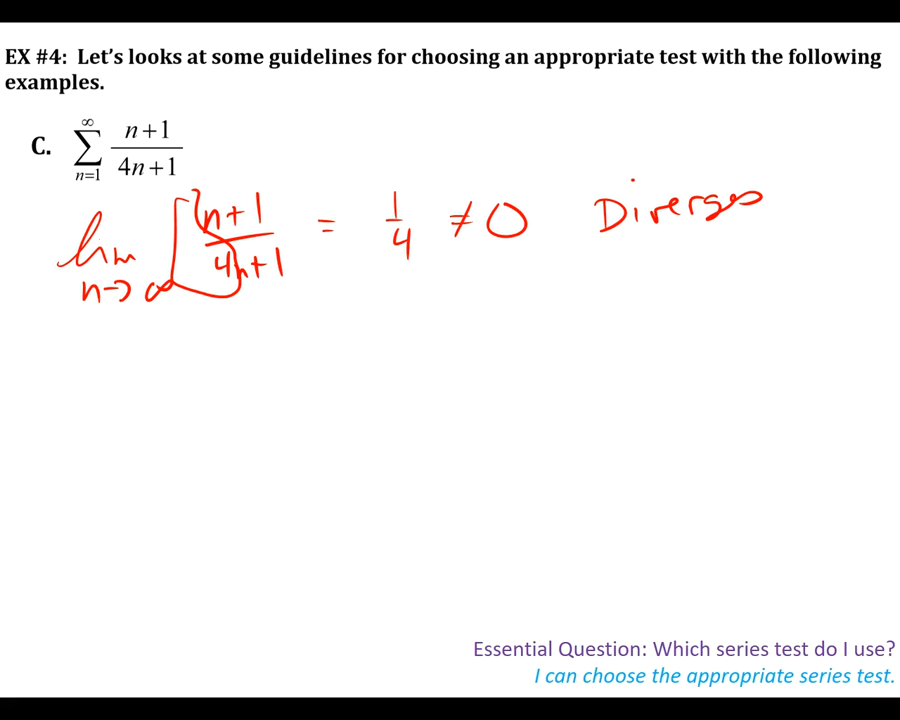 EX #4: Let's looks at some guidelines for choosing an appropriate test with the following
examples.
C. ∞ ∑ n=1 n+1 / 4n+1
lim n→∞ n+1 / 4n+1 = 1/4 ≠ 0 Diverges
Essential Question: Which series test do I use?
I can choose the appropriate series test.